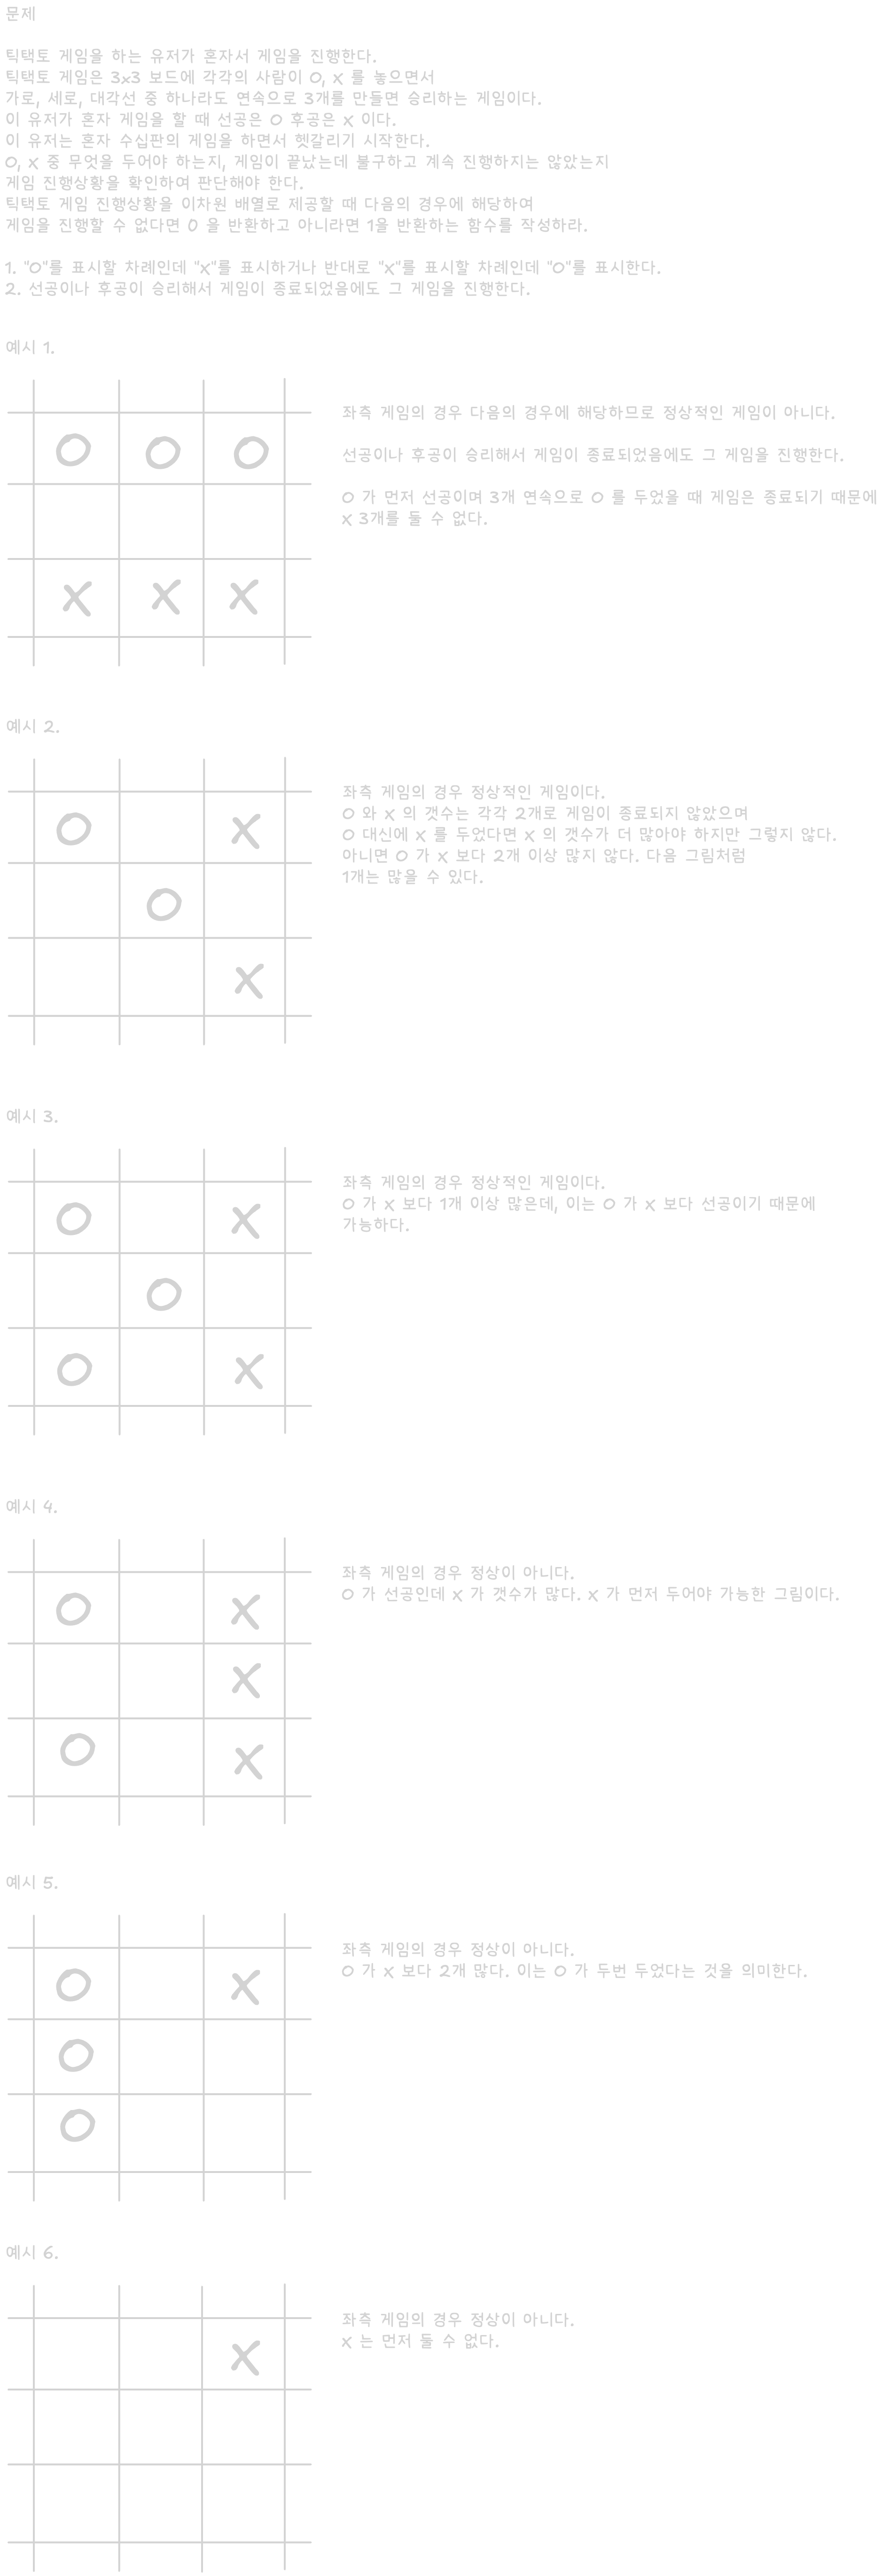 문제
틱택토 게임을 하는 유저가 혼자서 게임을 진행한다.
틱택토 게임은 3x3 보드에 각각의 사람이 O, X 를 놓으면서
가로, 세로, 대각선 중 하나라도 연속으로 3개를 만들면 승리하는 게임이다.
이 유저가 혼자 게임을 할 때 선공은 O 후공은 X 이다.
이 유저는 혼자 수십판의 게임을 하면서 헷갈리기 시작한다.
O, X 중 무엇을 두어야 하는지, 게임이 끝났는데 불구하고 계속 진행하지는 않았는지
게임 진행상황을 확인하여 판단해야 한다.
틱택토 게임 진행상황을 이차원 배열로 제공할 때 다음의 경우에 해당하여
게임을 진행할 수 없다면 0 을 반환하고 아니라면 1을 반환하는 함수를 작성하라.
1. "O"를 표시할 차례인데 "X"를 표시하거나 반대로 "X"를 표시할 차례인데 "O"를 표시한다.
2. 선공이나 후공이 승리해서 게임이 종료되었음에도 그 게임을 진행한다.
예시 1.
좌측 게임의 경우 다음의 경우에 해당하므로 정상적인 게임이 아니다.
선공이나 후공이 승리해서 게임이 종료되었음에도 그 게임을 진행한다.
O 가 먼저 선공이며 3개 연속으로 O 를 두었을 때 게임은 종료되기 때문에
X 3개를 둘 수 없다.
O O O
X X X
예시 2.
좌측 게임의 경우 정상적인 게임이다.
O 와 X 의 갯수는 각각 2개로 게임이 종료되지 않았으며
O 대신에 X 를 두었다면 X 의 갯수가 더 많아야 하지만 그렇지 않다.
아니면 O 가 X 보다 2개 이상 많지 않다. 다음 그림처럼
1개는 많을 수 있다.
O X
O
X
예시 3.
좌측 게임의 경우 정상적인 게임이다.
O 가 X 보다 1개 이상 많은데, 이는 O 가 X 보다 선공이기 때문에
가능하다.
O X
O
O X
예시 4.
좌측 게임의 경우 정상이 아니다.
O 가 선공인데 X 가 갯수가 많다. X 가 먼저 두어야 가능한 그림이다.
O X
X
O X
예시 5.
좌측 게임의 경우 정상이 아니다.
O 가 X 보다 2개 많다. 이는 O 가 두번 두었다는 것을 의미한다.
O X
O
O
예시 6.
좌측 게임의 경우 정상이 아니다.
X 는 먼저 둘 수 없다.
X